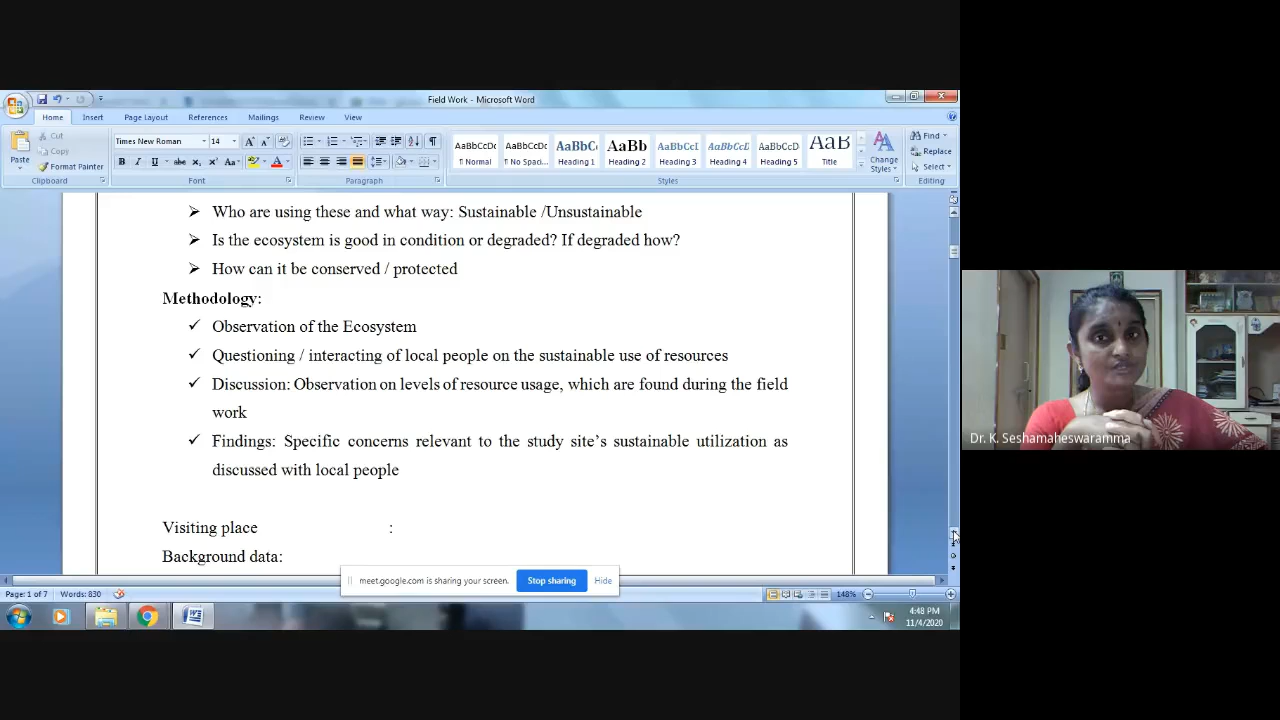 Field Work - Microsoft Word
Home Insert Page Layout References Mailings Review View
Paste
Cut
Copy
Format Painter
Clipboard
Times New Roman 14
Font
Paragraph
AaBbCcDc AaBbCcDc AaBbC AaBb AaBbCcD AaBbCcD AaBbCcD AaB
¶ Normal ¶ No Spaci... Heading 1 Heading 2 Heading 3 Heading 4 Heading 5 Title
Change Styles
Styles
Find
Replace
Select
Editing
Who are using these and what way: Sustainable /Unsustainable
Is the ecosystem is good in condition or degraded? If degraded how?
How can it be conserved / protected
Methodology:
Observation of the Ecosystem
Questioning / interacting of local people on the sustainable use of resources
Discussion: Observation on levels of resource usage, which are found during the field
work
Findings: Specific concerns relevant to the study site's sustainable utilization as
discussed with local people
Visiting place :
Background data:
meet.google.com is sharing your screen. Stop sharing Hide
Page: 1 of 7 Words: 830 148%
4:48 PM
11/4/2020
Dr. K. Seshamaheswaramma